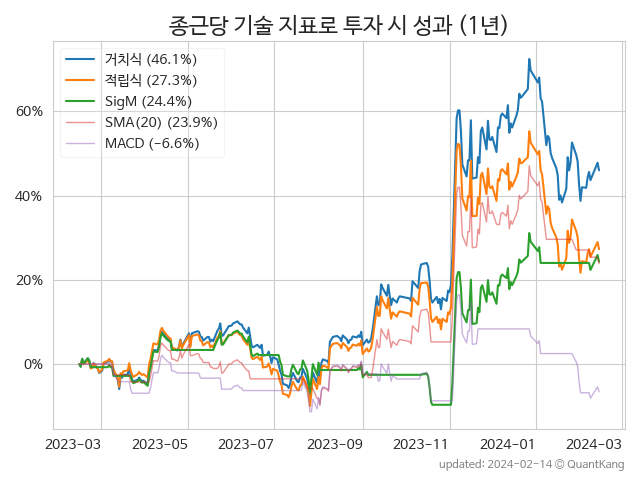 종근당 기술 지표로 투자 시 성과 (1년)
거치식 (46.1%)
적립식 (27.3%)
SigM (24.4%)
SMA(20) (23.9%)
MACD (−6.6%)
60%
40%
20%
0%
2023−03 2023−05 2023−07 2023−09 2023−11 2024−01 2024−03
updated: 2024−02−14 ⓒ QuantKang